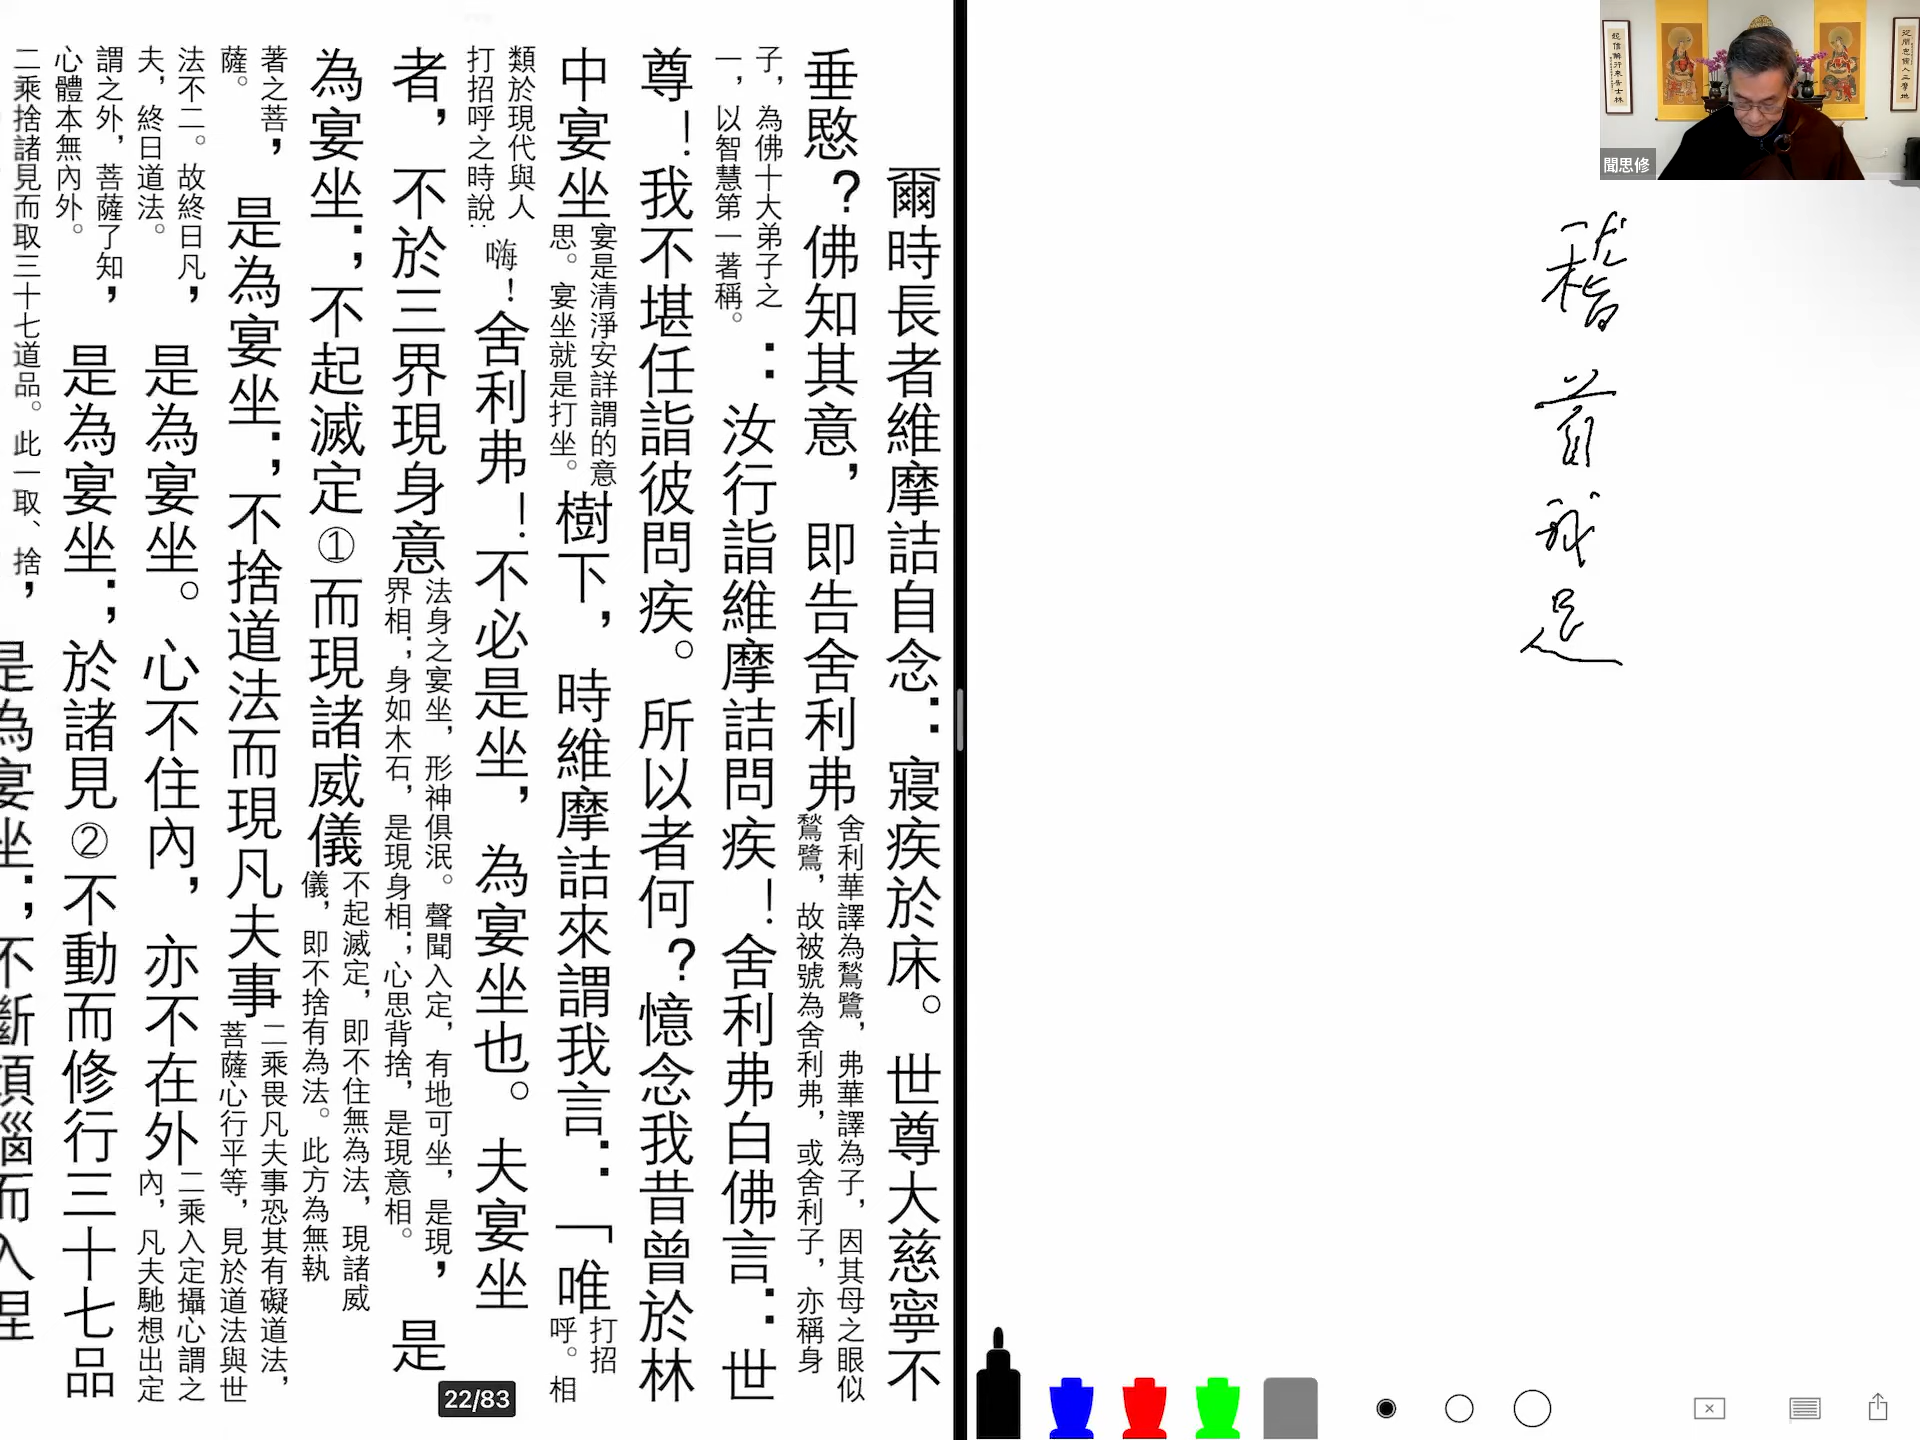 爾時長者維摩詰自念：寢疾於床。世尊大慈寧不
垂愍？佛知其意，即告舍利弗
舍利華譯為鶖鷺，弗華譯為子，因其母之眼似
鶖鷺，故被號為舍利弗，或舍利子，亦稱身
子，為佛十大弟子之
一，以智慧第一著稱。
：汝行詣維摩詰問疾！舍利弗白佛言：世
尊！我不堪任詣彼問疾。所以者何？憶念我昔曾於林
中宴坐
宴是清淨安詳謂的意
思。宴坐就是打坐。
樹下，時維摩詰來謂我言：「唯
打招
呼。相
類於現代與人
打招呼之時說：
嗨！
舍利弗！不必是坐，為宴坐也。夫宴坐
者，不於三界現身意
法身之宴坐，形神俱泯。聲聞入定，有地可坐，是現
界相；身如木石，是現身相；心思背捨，是現意相。
，是
為宴坐；不起滅定①而現諸威儀
不起滅定，即不住無為法，現諸威
儀，即不捨有為法。此方為無執
著之菩
薩。
，是為宴坐；不捨道法而現凡夫事
二乘畏凡夫事恐其有礙道法，
菩薩心行平等，見於道法與世
法不二。故終日凡
夫，終日道法。
，是為宴坐。心不住內，亦不在外
二乘入定攝心謂之
內，凡夫馳想出定
謂之外，菩薩了知
心體本無內外。
，是為宴坐；於諸見②不動而修行三十七品
二乘捨諸見而取三十七道品。此一取、捨
，是為宴坐；不斷煩惱而入涅
22/83
稽首我足
聞思修